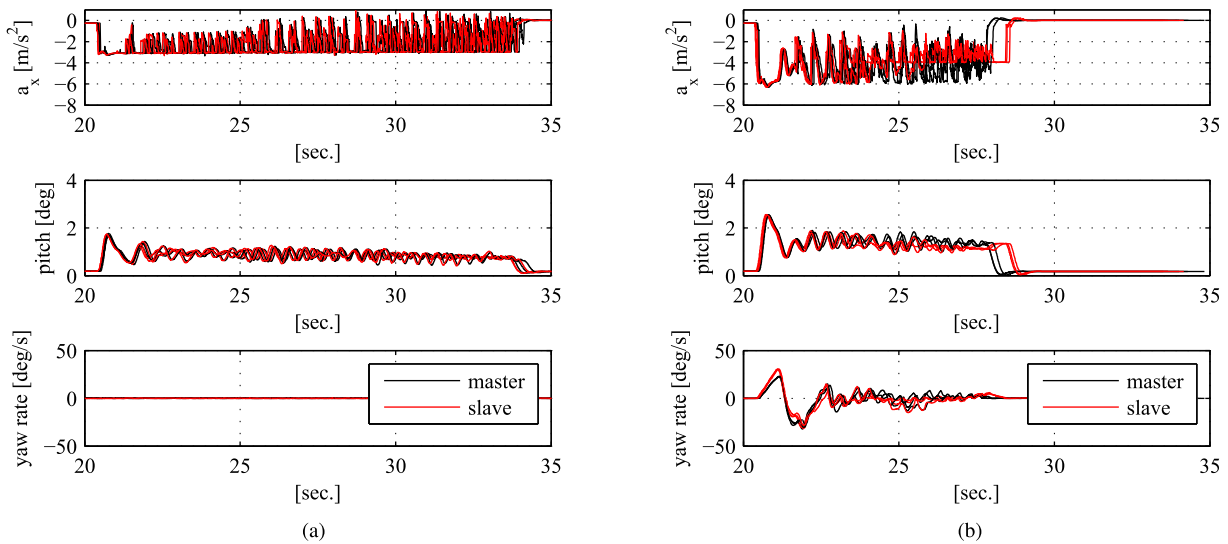 0
−2
−4
−6
−8
a_x [m/s²]
20 25 30 35
[sec.]
4
2
0
pitch [deg]
20 25 30 35
[sec.]
50
0
−50
yaw rate [deg/s]
master
slave
20 25 30 35
[sec.]
(a)
0
−2
−4
−6
−8
a_x [m/s²]
20 25 30 35
[sec.]
4
2
0
pitch [deg]
20 25 30 35
[sec.]
50
0
−50
yaw rate [deg/s]
master
slave
20 25 30 35
[sec.]
(b)